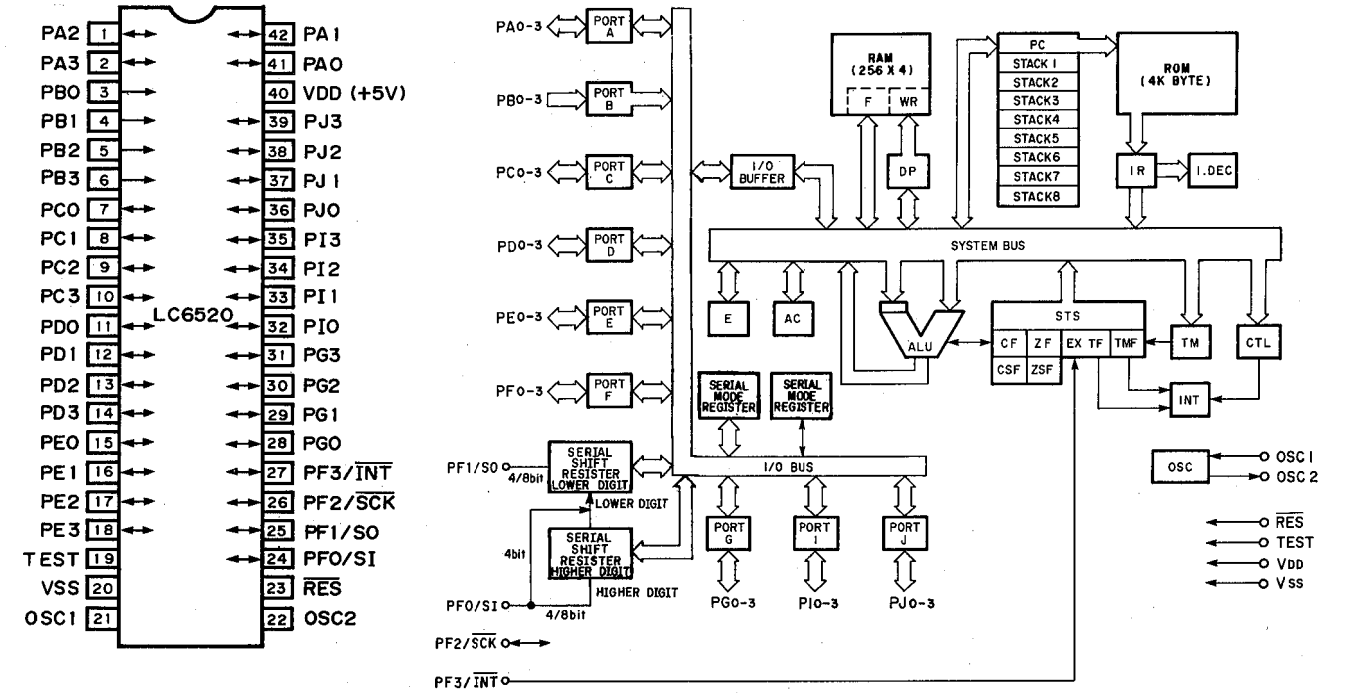 PA2 1 42 PA1
PA3 2 41 PA0
PB0 3 40 VDD (+5V)
PB1 4 39 PJ3
PB2 5 38 PJ2
PB3 6 37 PJ1
PC0 7 36 PJ0
PC1 8 35 PI3
PC2 9 34 PI2
PC3 10 33 PI1
LC6520
PD0 11 32 PI0
PD1 12 31 PG3
PD2 13 30 PG2
PD3 14 29 PG1
PE0 15 28 PG0
PE1 16 27 PF3/INT
PE2 17 26 PF2/SCK
PE3 18 25 PF1/SO
TEST 19 24 PF0/SI
VSS 20 23 RES
OSC1 21 22 OSC2
PA0-3
PORT
A
PB0-3
PORT
B
PC0-3
PORT
C
PD0-3
PORT
D
PE0-3
PORT
E
PF0-3
PORT
F
I/O
BUFFER
RAM
(256 X 4)
F WR
DP
PC
STACK 1
STACK2
STACK3
STACK4
STACK5
STACK6
STACK7
STACK8
ROM
(4K BYTE)
IR
I.DEC
SYSTEM BUS
E
AC
ALU
STS
CF ZF EX TF TMF
CSF ZSF
TM
CTL
INT
SERIAL
MODE
REGISTER
SERIAL
MODE
REGISTER
I/O BUS
PF1/SO
4/8bit
SERIAL
SHIFT
RESISTER
LOWER DIGIT
LOWER DIGIT
4bit
SERIAL
SHIFT
RESISTER
HIGHER DIGIT
HIGHER DIGIT
PF0/SI
4/8bit
PORT
G
PORT
I
PORT
J
PG0-3
PI0-3
PJ0-3
PF2/SCK
PF3/INT
OSC
OSC1
OSC2
RES
TEST
VDD
VSS